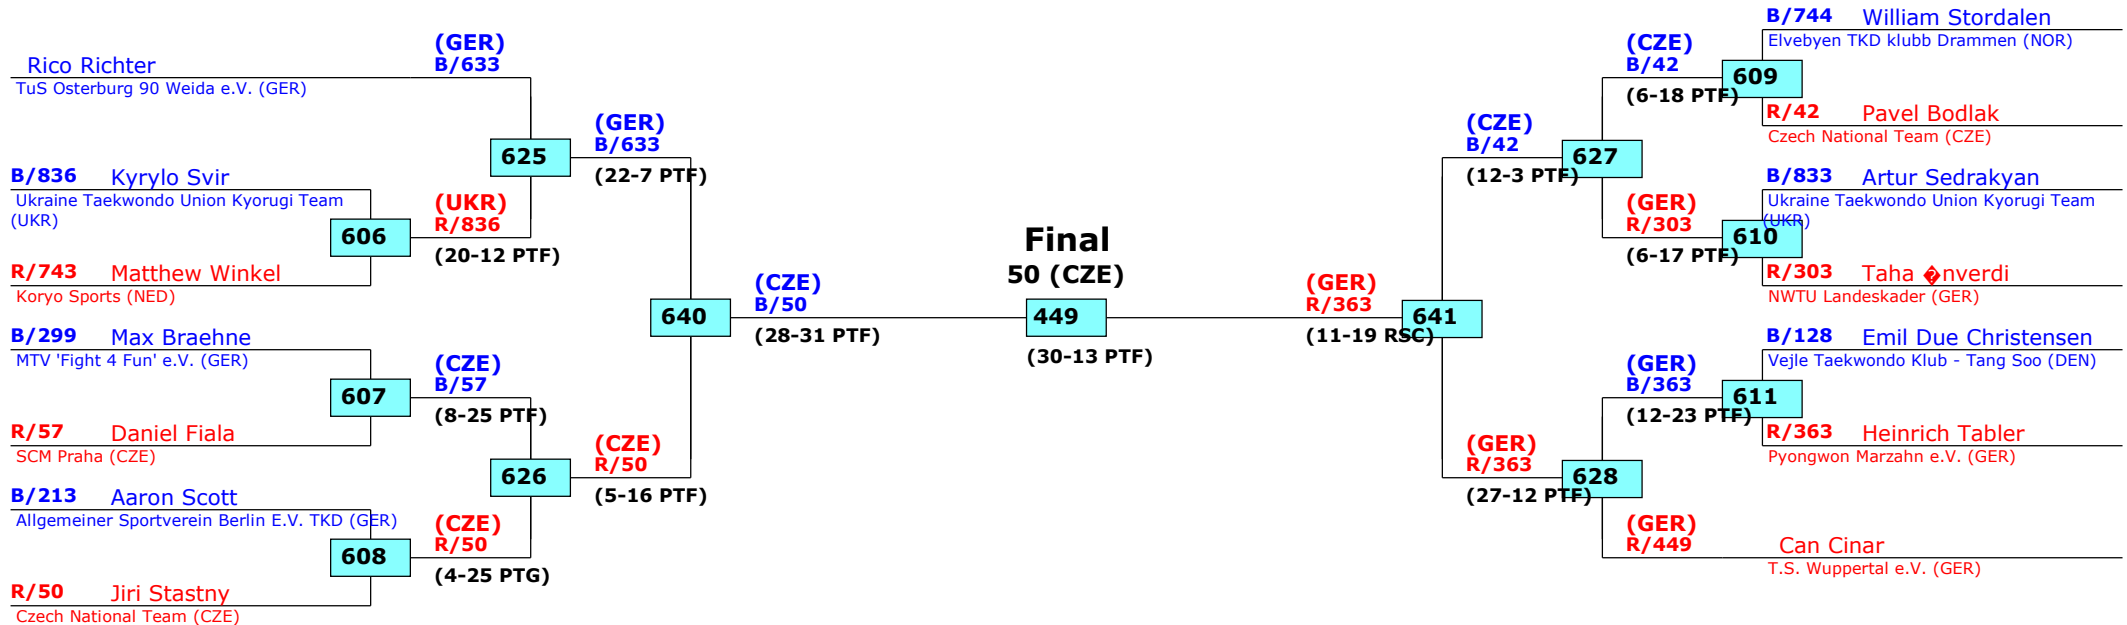 (GER)
B/633
Rico Richter
TuS Osterburg 90 Weida e.V. (GER)
625
(GER)
B/633
(22-7 PTF)
B/836 Kyrylo Svir
Ukraine Taekwondo Union Kyorugi Team
(UKR)
606
(UKR)
R/836
(20-12 PTF)
R/743 Matthew Winkel
Koryo Sports (NED)
640
(CZE)
B/50
(28-31 PTF)
B/299 Max Braehne
MTV 'Fight 4 Fun' e.V. (GER)
607
(CZE)
B/57
(8-25 PTF)
R/57 Daniel Fiala
SCM Praha (CZE)
626
(CZE)
R/50
(5-16 PTF)
B/213 Aaron Scott
Allgemeiner Sportverein Berlin E.V. TKD (GER)
608
(CZE)
R/50
(4-25 PTG)
R/50 Jiri Stastny
Czech National Team (CZE)
Final
50 (CZE)
449
(30-13 PTF)
(GER)
R/363
(11-19 RSC)
641
(CZE)
B/42
(12-3 PTF)
627
(CZE)
B/42
(6-18 PTF)
609
B/744 William Stordalen
Elvebyen TKD klubb Drammen (NOR)
R/42 Pavel Bodlak
Czech National Team (CZE)
(GER)
R/303
(6-17 PTF)
610
B/833 Artur Sedrakyan
Ukraine Taekwondo Union Kyorugi Team
(UKR)
R/303 Taha �nverdi
NWTU Landeskader (GER)
(GER)
R/363
(27-12 PTF)
628
(GER)
B/363
(12-23 PTF)
611
B/128 Emil Due Christensen
Vejle Taekwondo Klub - Tang Soo (DEN)
R/363 Heinrich Tabler
Pyongwon Marzahn e.V. (GER)
(GER)
R/449
Can Cinar
T.S. Wuppertal e.V. (GER)